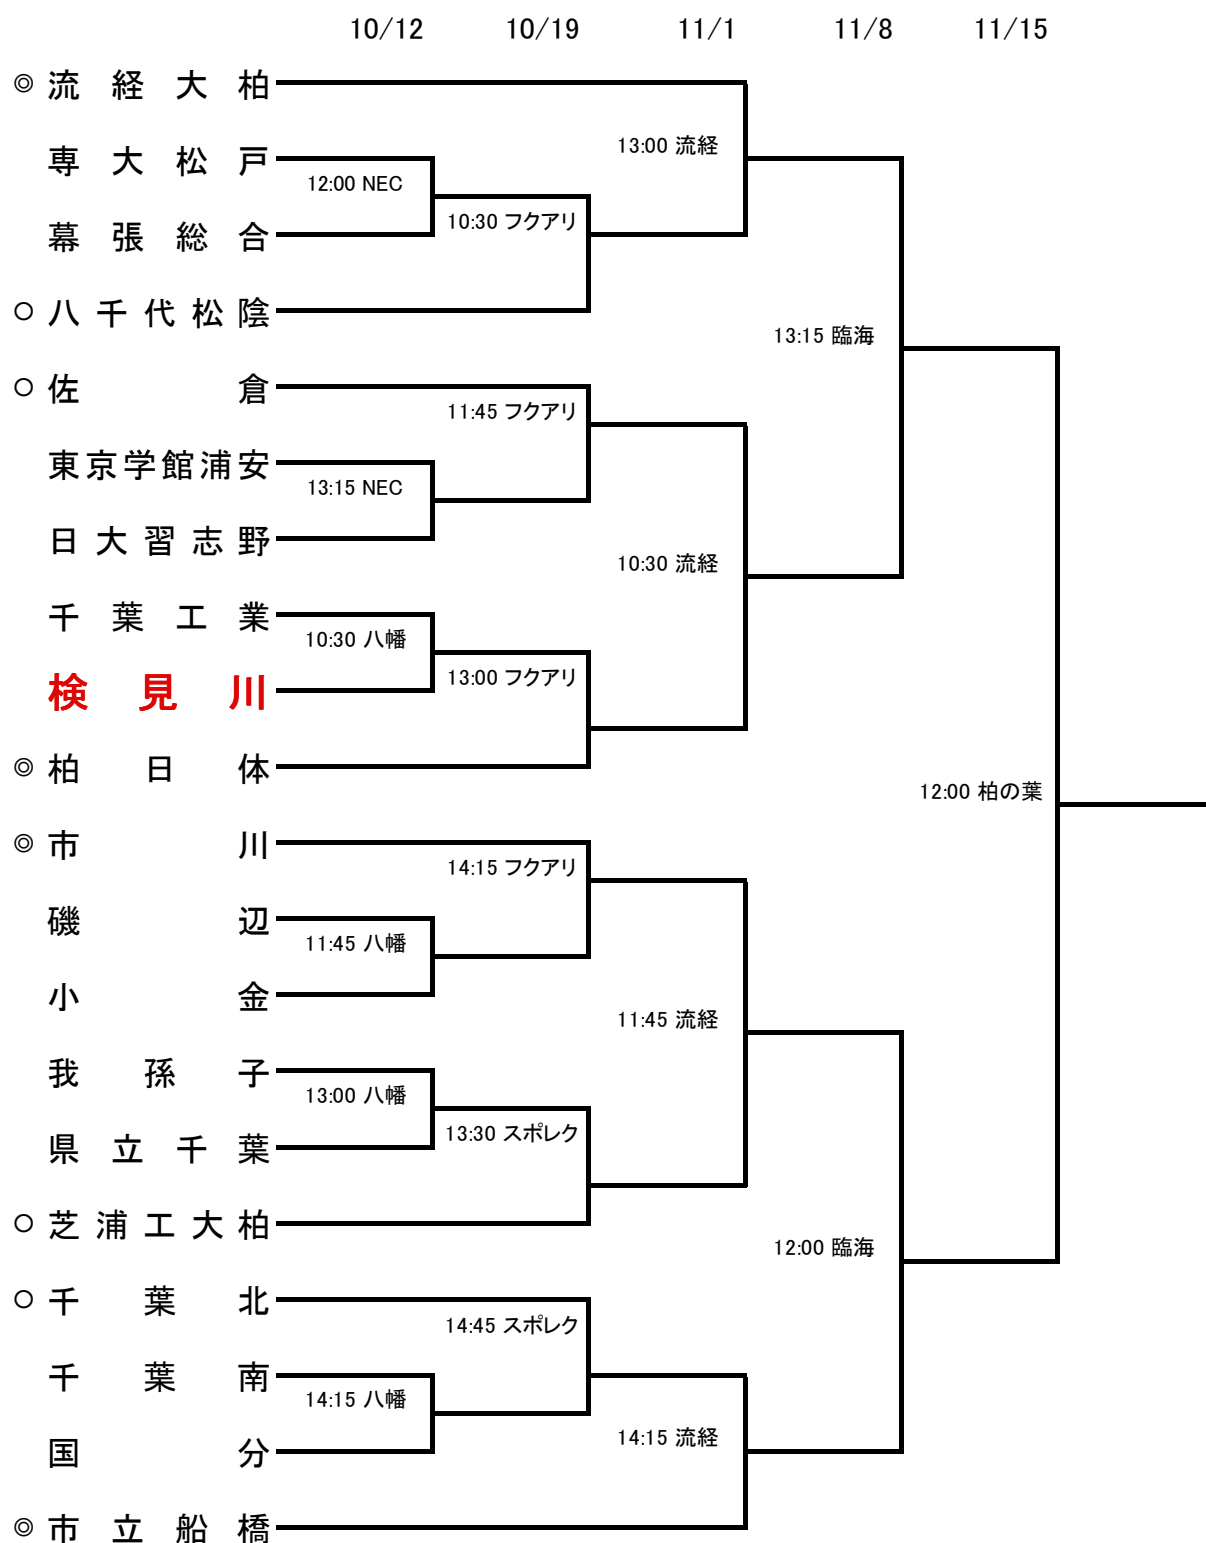 10/12 10/19 11/1 11/8 11/15
◎ 流経大柏
13:00 流経
専大松戸
12:00 NEC
10:30 フクアリ
幕張総合
○ 八千代松陰
13:15 臨海
○ 佐倉
11:45 フクアリ
東京学館浦安
13:15 NEC
日大習志野
10:30 流経
千葉工業
10:30 八幡
13:00 フクアリ
検見川
◎ 柏日体
12:00 柏の葉
◎ 市川
14:15 フクアリ
磯辺
11:45 八幡
小金
11:45 流経
我孫子
13:00 八幡
13:30 スポレク
県立千葉
○ 芝浦工大柏
12:00 臨海
○ 千葉北
14:45 スポレク
千葉南
14:15 八幡
14:15 流経
国分
◎ 市立船橋